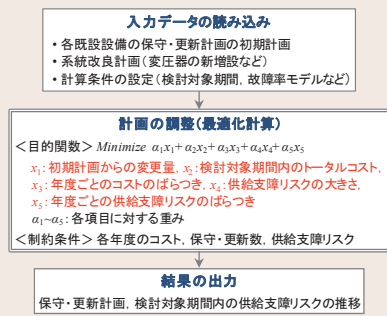 入力データの読み込み
・各既設設備の保守・更新計画の初期計画
・系統改良計画(変圧器の新増設など)
・計算条件の設定(検討対象期間,故障率モデルなど)
計画の調整(最適化計算)
<目的関数> Minimize α₁x₁+α₂x₂+α₃x₃+α₄x₄+α₅x₅
x₁:初期計画からの変更量, x₂:検討対象期間内のトータルコスト,
x₃:年度ごとのコストのばらつき, x₄:供給支障リスクの大きさ,
x₅:年度ごとの供給支障リスクのばらつき
α₁~α₅:各項目に対する重み
<制約条件> 各年度のコスト,保守・更新数,供給支障リスク
結果の出力
保守・更新計画,検討対象期間内の供給支障リスクの推移